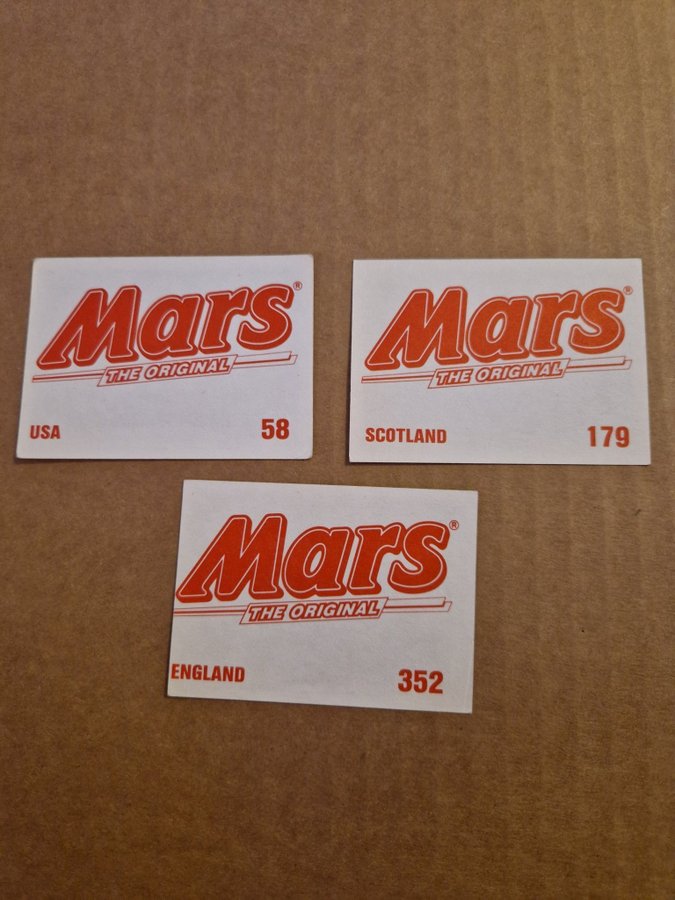 Mars®
THE ORIGINAL
USA 58
Mars®
THE ORIGINAL
SCOTLAND 179
Mars®
THE ORIGINAL
ENGLAND 352